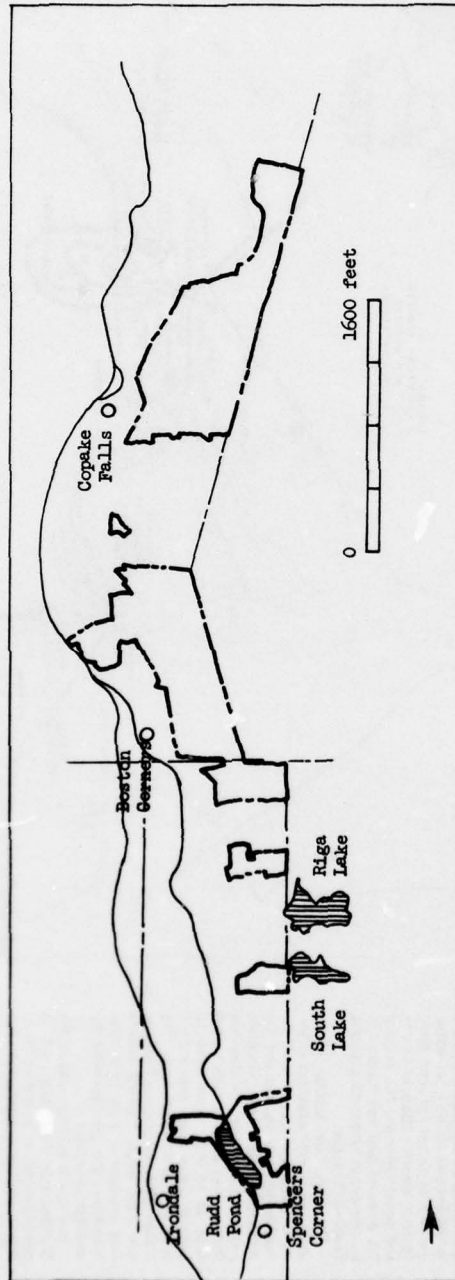 Copake
Falls
0
1600 feet
Boston
Corners
Riga
Lake
South
Lake
Irondale
Rudd
Pond
Spencers
Corner